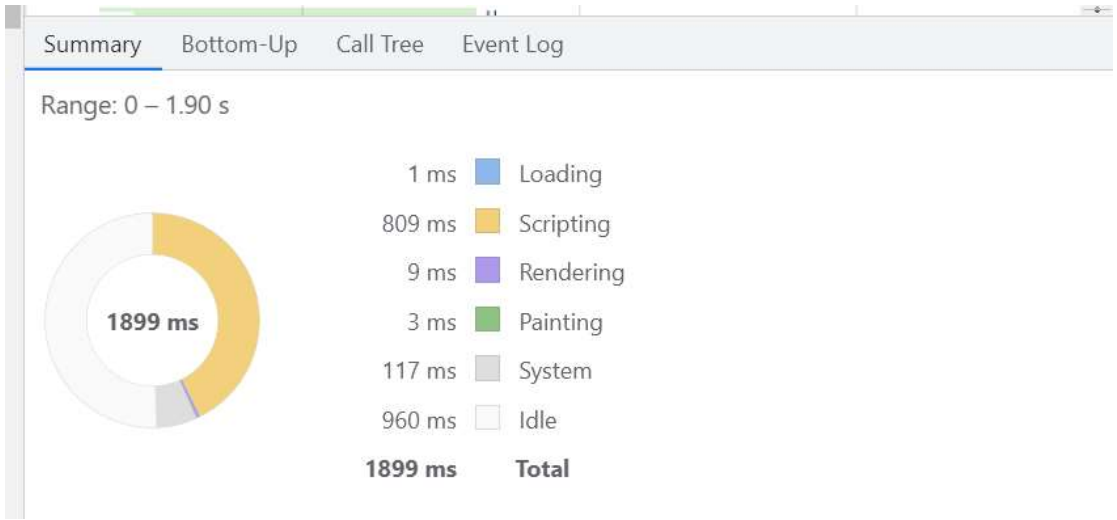 Summary Bottom-Up Call Tree Event Log
Range: 0 – 1.90 s
1 ms Loading
809 ms Scripting
9 ms Rendering
1899 ms 3 ms Painting
117 ms System
960 ms Idle
1899 ms Total